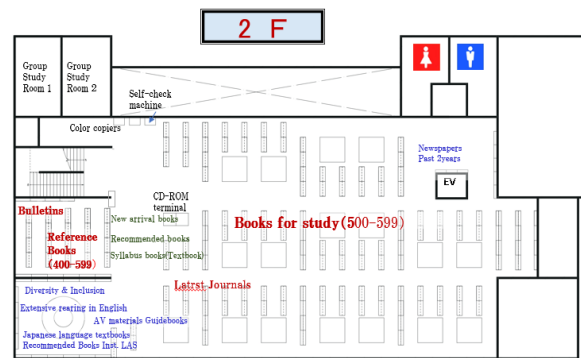 2 F
Group
Study
Room 1
Group
Study
Room 2
Self-check
machine
Color copiers
Newspapers
Past 2years
EV
CD-ROM
terminal
Bulletins
New arrival books
Books for study(500-599)
Reference
Books
(400-599)
Recommended books
Syllabus books(Textbook)
Latrst Journals
Diversity & Inclusion
Extensive rearing in English
AV materials Guidebooks
Japanese language textbooks
Recommended Books Inst. LAS